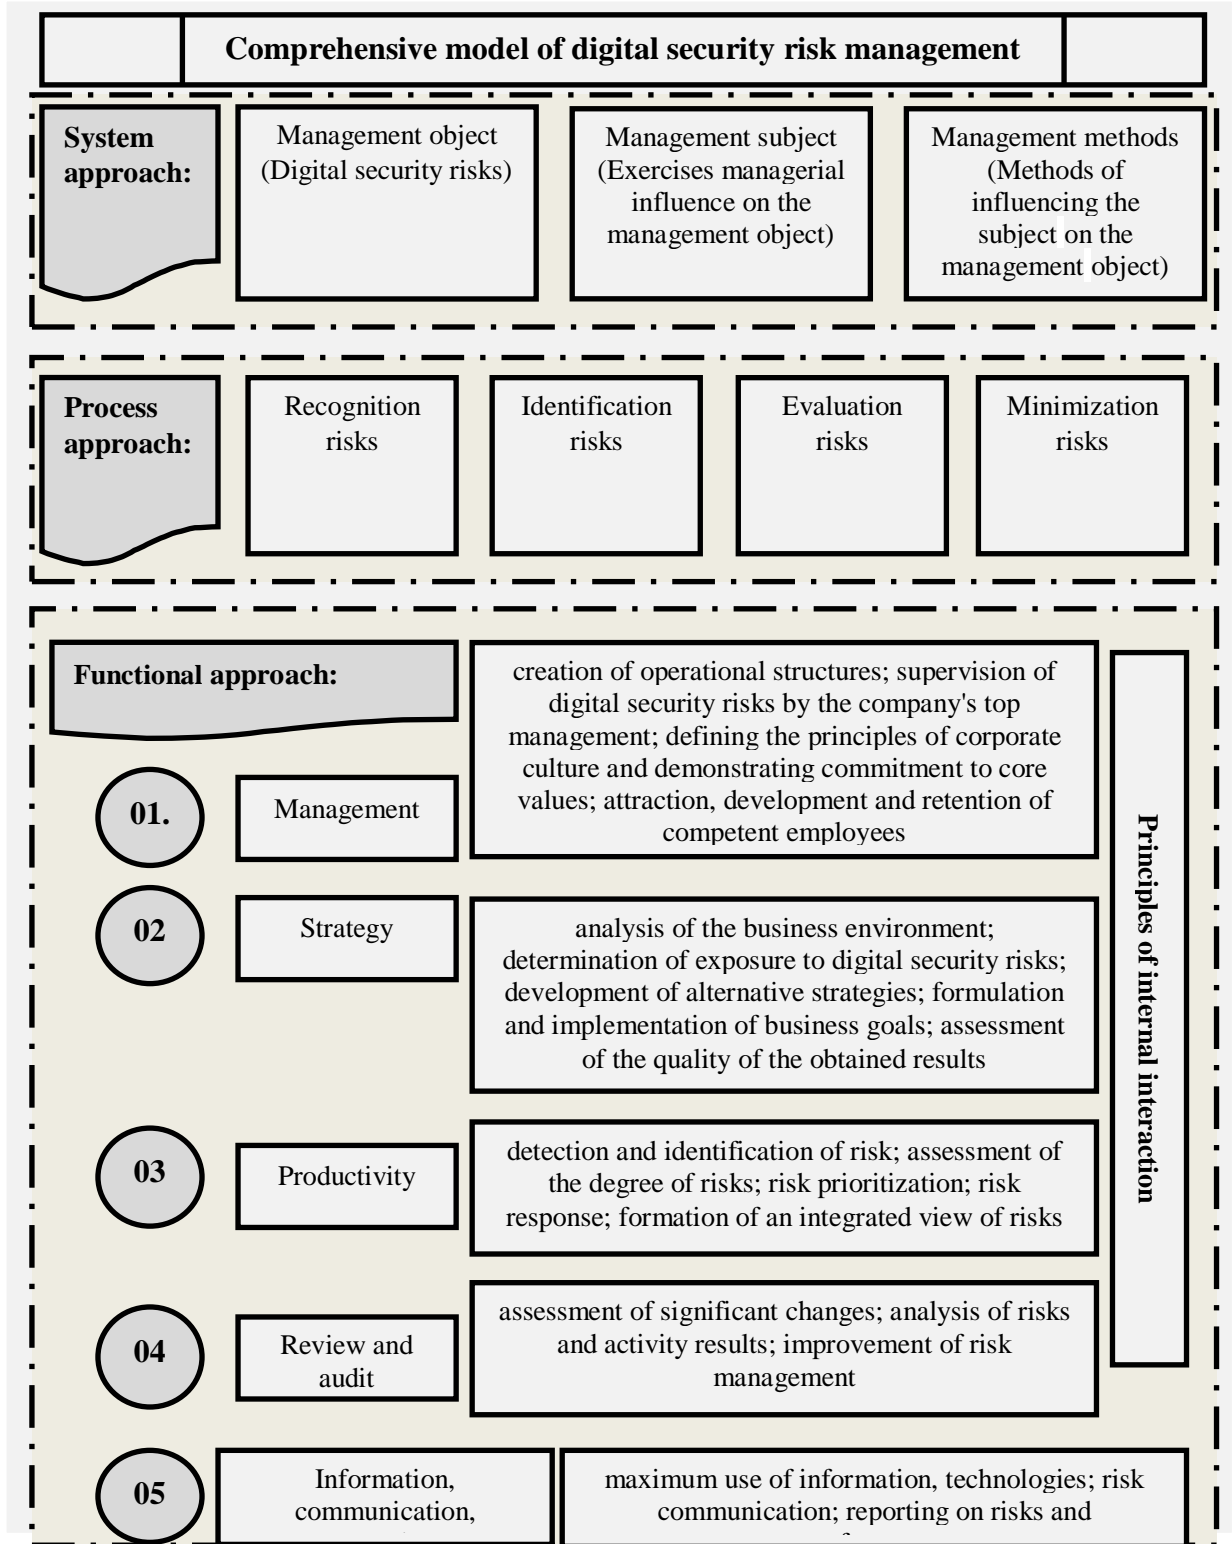 Comprehensive model of digital security risk management
System
approach:
Management object
(Digital security risks)
Management subject
(Exercises managerial
influence on the
management object)
Management methods
(Methods of
influencing the
subject on the
management object)
Process
approach:
Recognition
risks
Identification
risks
Evaluation
risks
Minimization
risks
Functional approach:
creation of operational structures; supervision of
digital security risks by the company's top
management; defining the principles of corporate
culture and demonstrating commitment to core
values; attraction, development and retention of
competent employees
01.
Management
02
Strategy
analysis of the business environment;
determination of exposure to digital security risks;
development of alternative strategies; formulation
and implementation of business goals; assessment
of the quality of the obtained results
03
Productivity
detection and identification of risk; assessment of
the degree of risks; risk prioritization; risk
response; formation of an integrated view of risks
04
Review and
audit
assessment of significant changes; analysis of risks
and activity results; improvement of risk
management
Principles of internal interaction
05
Information,
communication,
maximum use of information, technologies; risk
communication; reporting on risks and